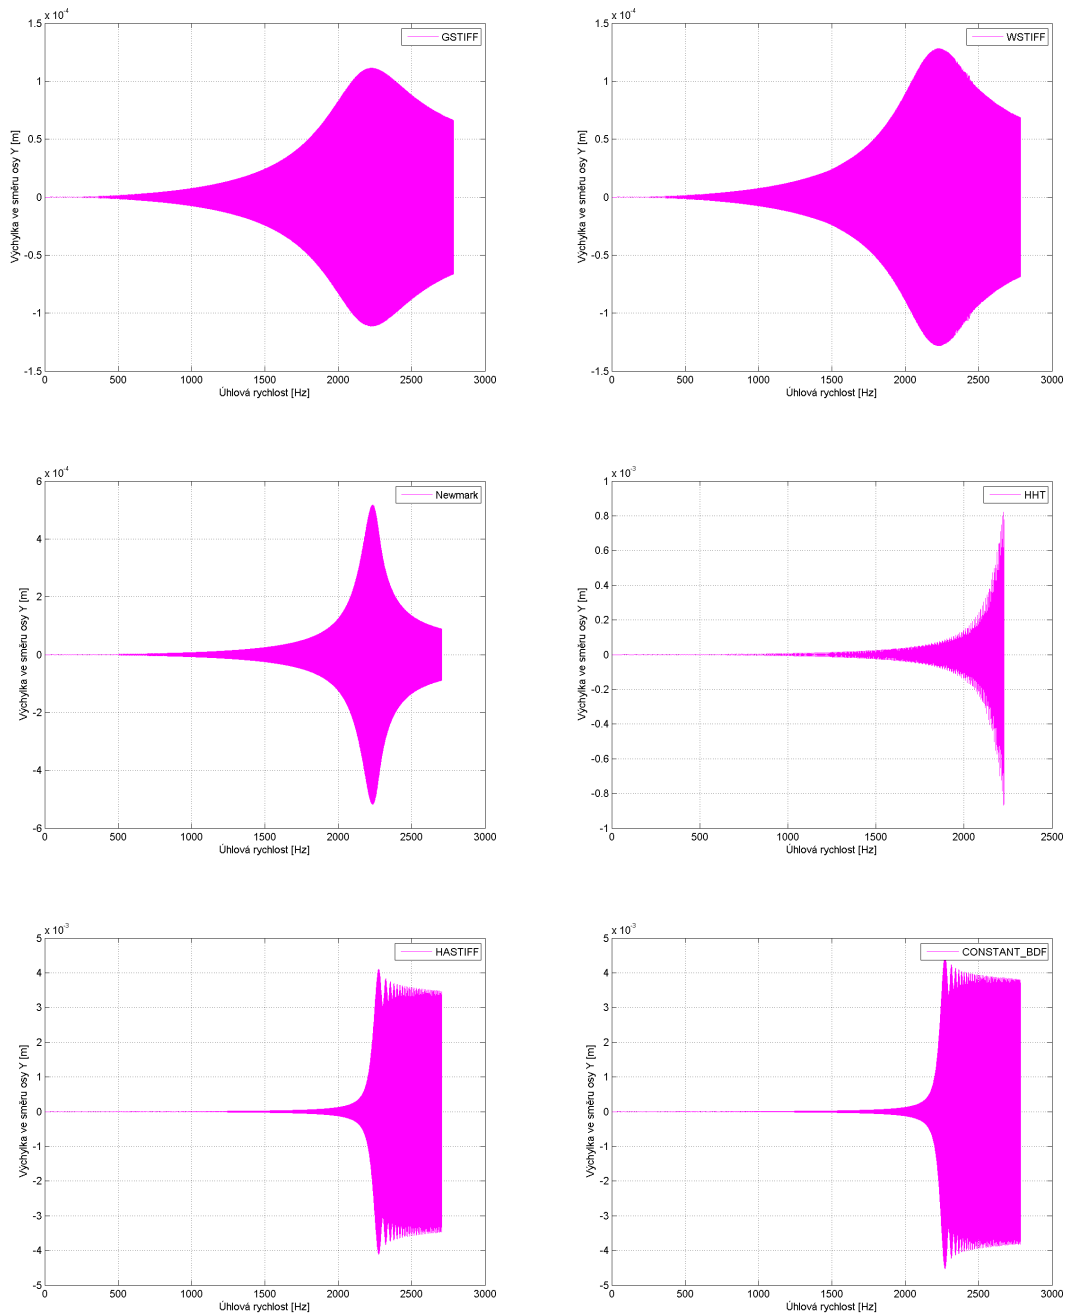 x 10-4
1.5
1
0.5
0
-0.5
-1
-1.5
0 500 1000 1500 2000 2500 3000
Výchylka ve směru osy Y [m]
Úhlová rychlost [Hz]
GSTIFF
x 10-4
1.5
1
0.5
0
-0.5
-1
-1.5
0 500 1000 1500 2000 2500 3000
Výchylka ve směru osy Y [m]
Úhlová rychlost [Hz]
WSTIFF
x 10-4
6
4
2
0
-2
-4
-6
0 500 1000 1500 2000 2500 3000
Výchylka ve směru osy Y [m]
Úhlová rychlost [Hz]
Newmark
x 10-3
1
0.8
0.6
0.4
0.2
0
-0.2
-0.4
-0.6
-0.8
-1
0 500 1000 1500 2000 2500
Výchylka ve směru osy Y [m]
Úhlová rychlost [Hz]
HHT
x 10-3
5
4
3
2
1
0
-1
-2
-3
-4
-5
0 500 1000 1500 2000 2500 3000
Výchylka ve směru osy Y [m]
Úhlová rychlost [Hz]
HASTIFF
x 10-3
5
4
3
2
1
0
-1
-2
-3
-4
-5
0 500 1000 1500 2000 2500 3000
Výchylka ve směru osy Y [m]
Úhlová rychlost [Hz]
CONSTANT_BDF